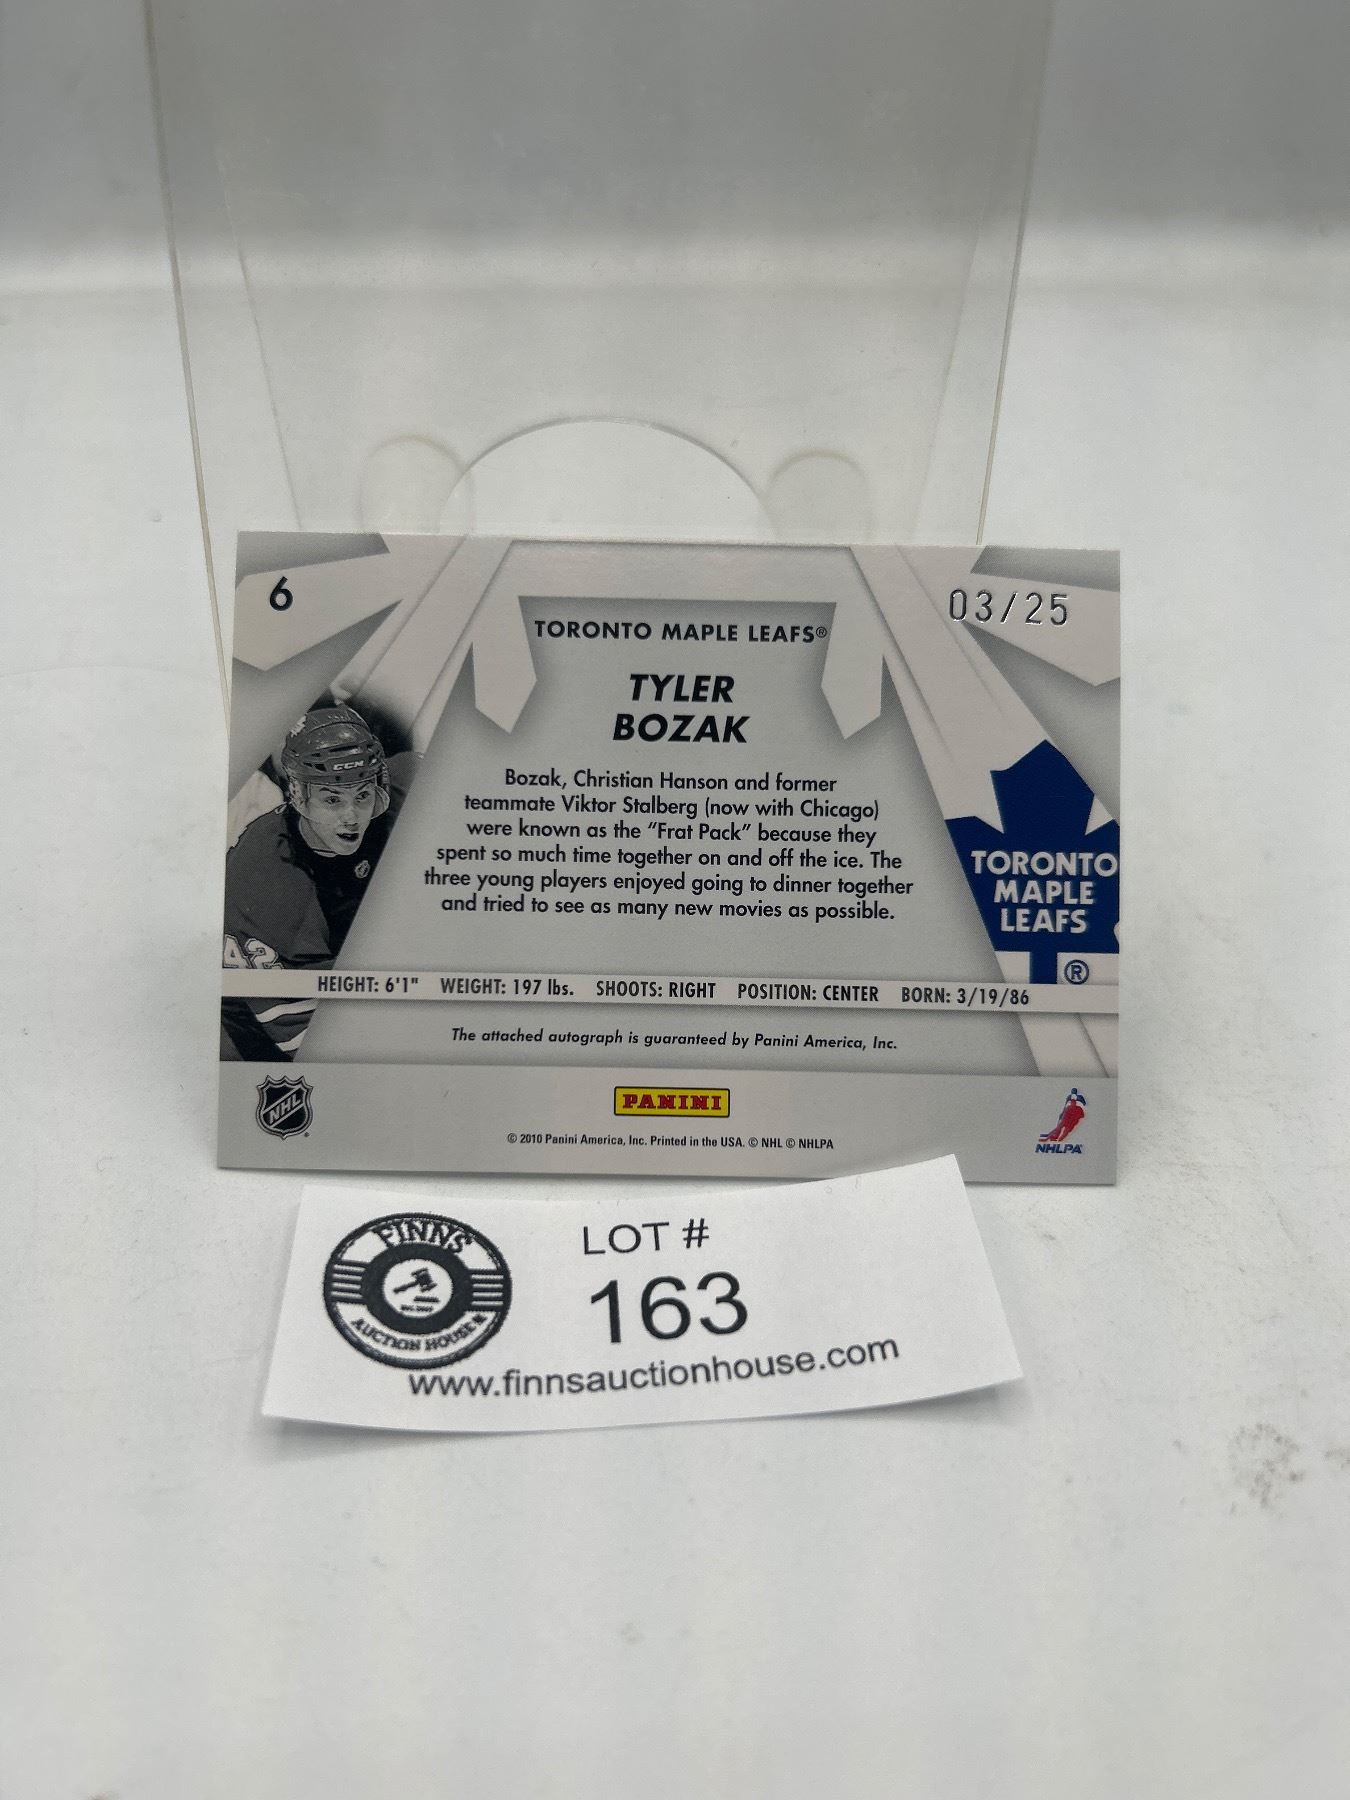 6
03/25
TORONTO MAPLE LEAFS®
TYLER
BOZAK
Bozak, Christian Hanson and former
teammate Viktor Stalberg (now with Chicago)
were known as the "Frat Pack" because they
spent so much time together on and off the ice. The
three young players enjoyed going to dinner together
and tried to see as many new movies as possible.
CCM
42
TORONTO
MAPLE
LEAFS
®
HEIGHT: 6'1" WEIGHT: 197 lbs. SHOOTS: RIGHT POSITION: CENTER BORN: 3/19/86
The attached autograph is guaranteed by Panini America, Inc.
NHL
PANINI
© 2010 Panini America, Inc. Printed in the USA. © NHL © NHLPA
NHLPA
FINNS
AUCTION HOUSE
LOT #
163
www.finnsauctionhouse.com